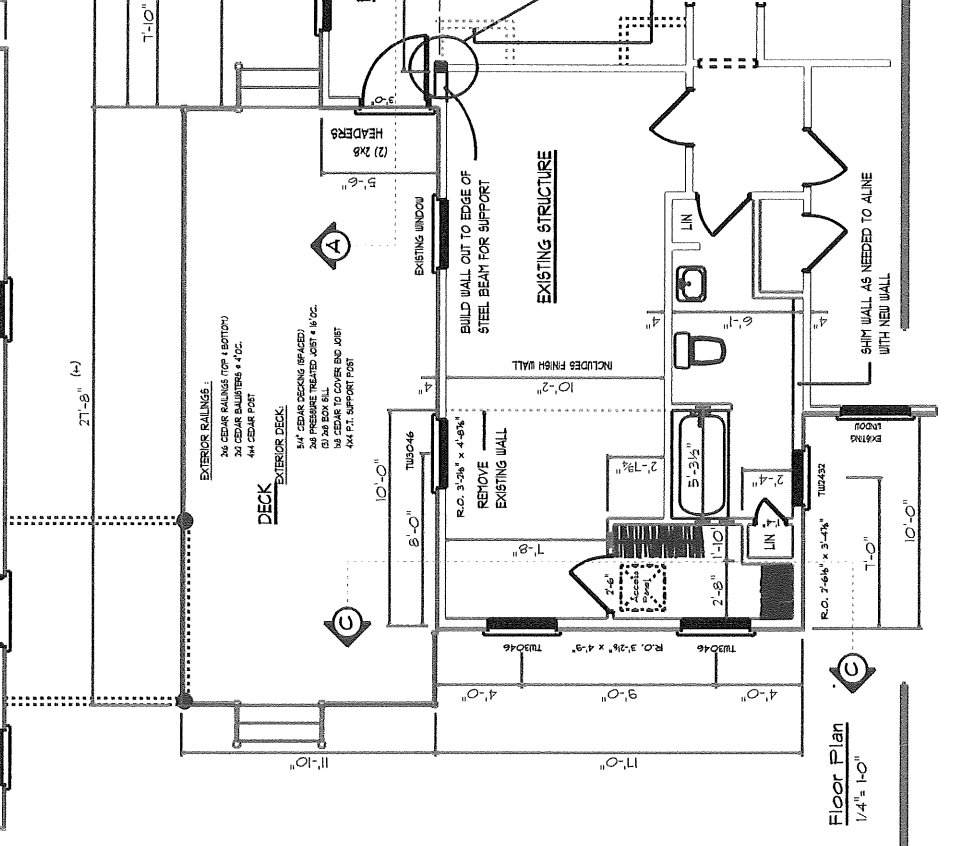 7'-10"
27'-8" (+)
3'-0"
(2) 2x8
HEADERS
5'-6"
A
EXISTING WINDOW
BUILD WALL OUT TO EDGE OF
STEEL BEAM FOR SUPPORT
EXISTING STRUCTURE
LIN
SHIM WALL AS NEEDED TO ALINE
WITH NEW WALL
4"
6'-1"
4"
INCLUDES FINISH WALL
10'-2"
4"
EXTERIOR RAILINGS :
2x6 CEDAR RAILINGS (TOP & BOTTOM)
2x2 CEDAR BALISTERS @ 4"OC.
4x4 CEDAR POST
DECK
EXTERIOR DECK:
5/4" CEDAR DECKING (SPACED)
2x8 PRESSURE TREATED JOIST @ 16"OC.
(3) 2x8 BOX SILL
1x8 CEDAR TO COVER END JOIST
4X4 P.T. SUPPORT POST
10'-0"
8'-0"
TW3046
R.O. 3'-2⅛" x 4'-8⅞"
REMOVE
EXISTING WALL
7'-8"
2'-7¾"
5'-3½"
2'-4"
TW2432
EXISTING
WINDOW
1'-4"
LIN
1'-10"
2'-8"
2'-6"
Access
Panel
R.O. 2'-6⅛" x 3'-4⅞"
7'-0"
10'-0"
C
C
TW3046
R.O. 3'-2⅛" x 4'-9"
TW3046
4'-0"
9'-0"
4'-0"
11'-10"
17'-0"
Floor Plan
1/4"= 1-0"